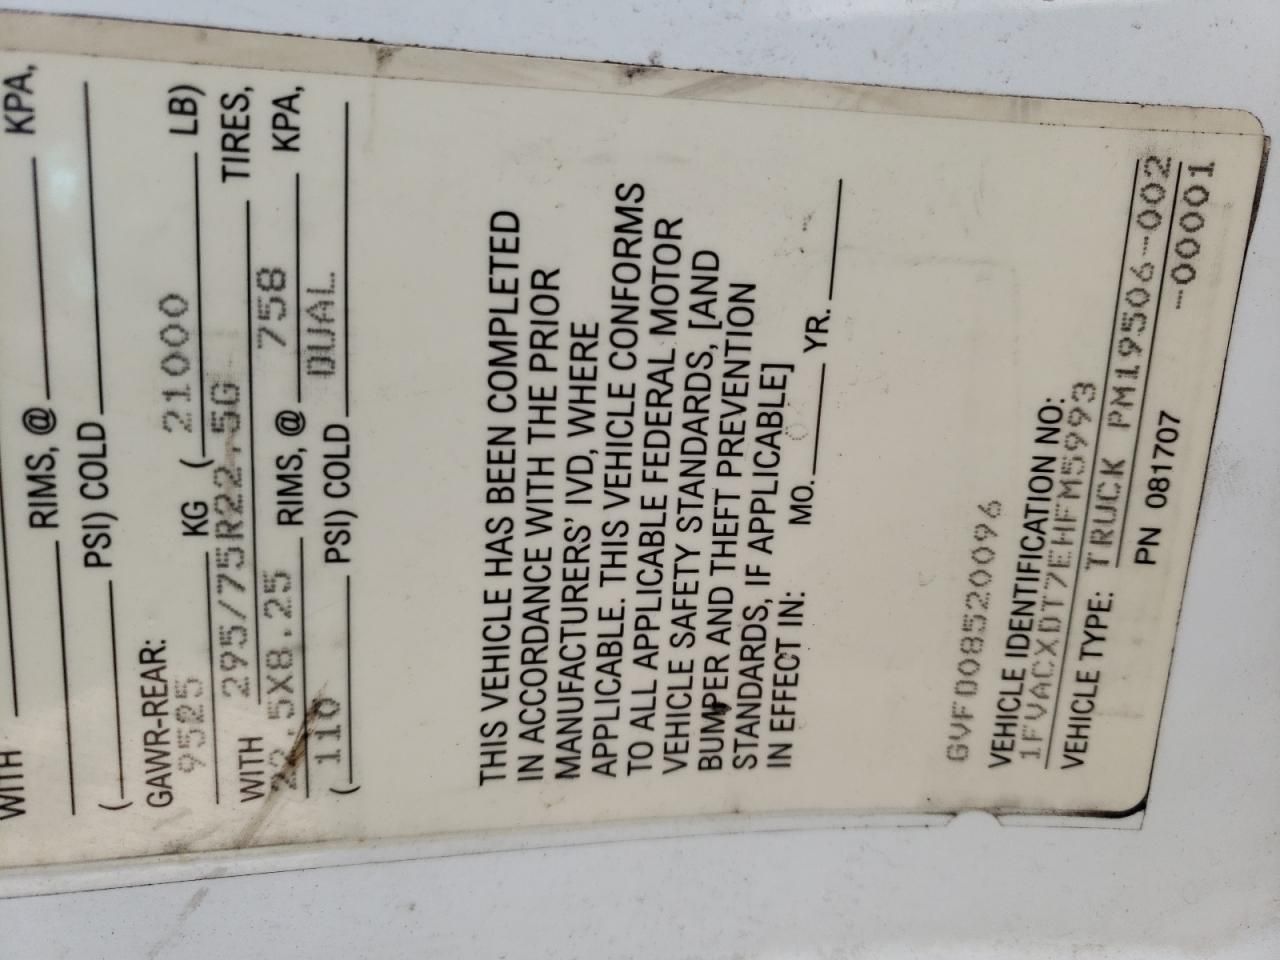 WITH
RIMS, @ KPA,
( PSI) COLD
GAWR-REAR:
9525 KG ( 21000 LB)
WITH 295/75R22.5G TIRES,
22.5X8.25 RIMS, @ 758 KPA,
( 110 PSI) COLD DUAL
THIS VEHICLE HAS BEEN COMPLETED
IN ACCORDANCE WITH THE PRIOR
MANUFACTURERS' IVD, WHERE
APPLICABLE. THIS VEHICLE CONFORMS
TO ALL APPLICABLE FEDERAL MOTOR
VEHICLE SAFETY STANDARDS, [AND
BUMPER AND THEFT PREVENTION
STANDARDS, IF APPLICABLE]
IN EFFECT IN: MO. YR.
GVFD08520096
VEHICLE IDENTIFICATION NO:
1FVACXDT7EHFM5993
VEHICLE TYPE: TRUCK PM19506-002
PN 081707 -00001